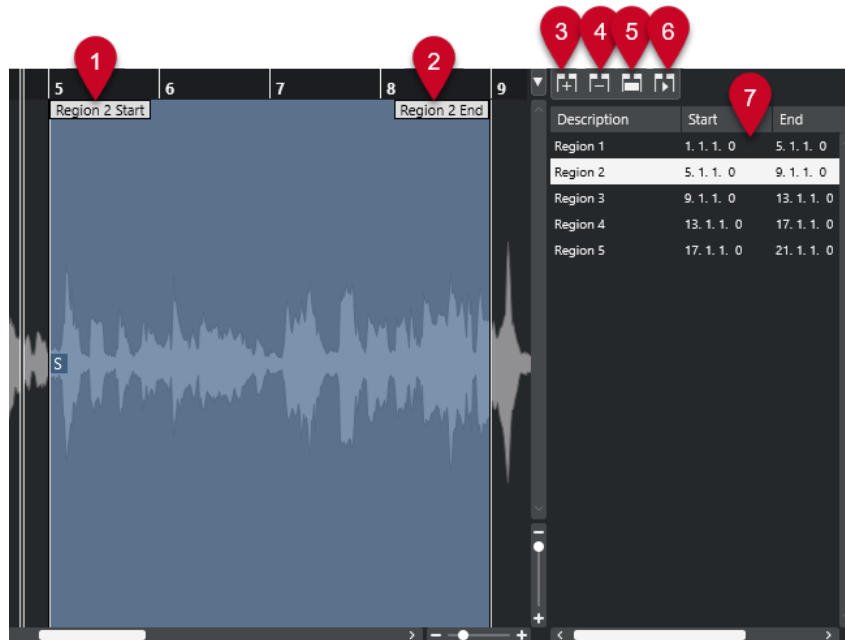 1
2
3 4 5 6
7
5 6 7 8 9
Region 2 Start
Region 2 End
Description Start End
Region 1 1. 1. 1. 0 5. 1. 1. 0
Region 2 5. 1. 1. 0 9. 1. 1. 0
Region 3 9. 1. 1. 0 13. 1. 1. 0
Region 4 13. 1. 1. 0 17. 1. 1. 0
Region 5 17. 1. 1. 0 21. 1. 1. 0
S